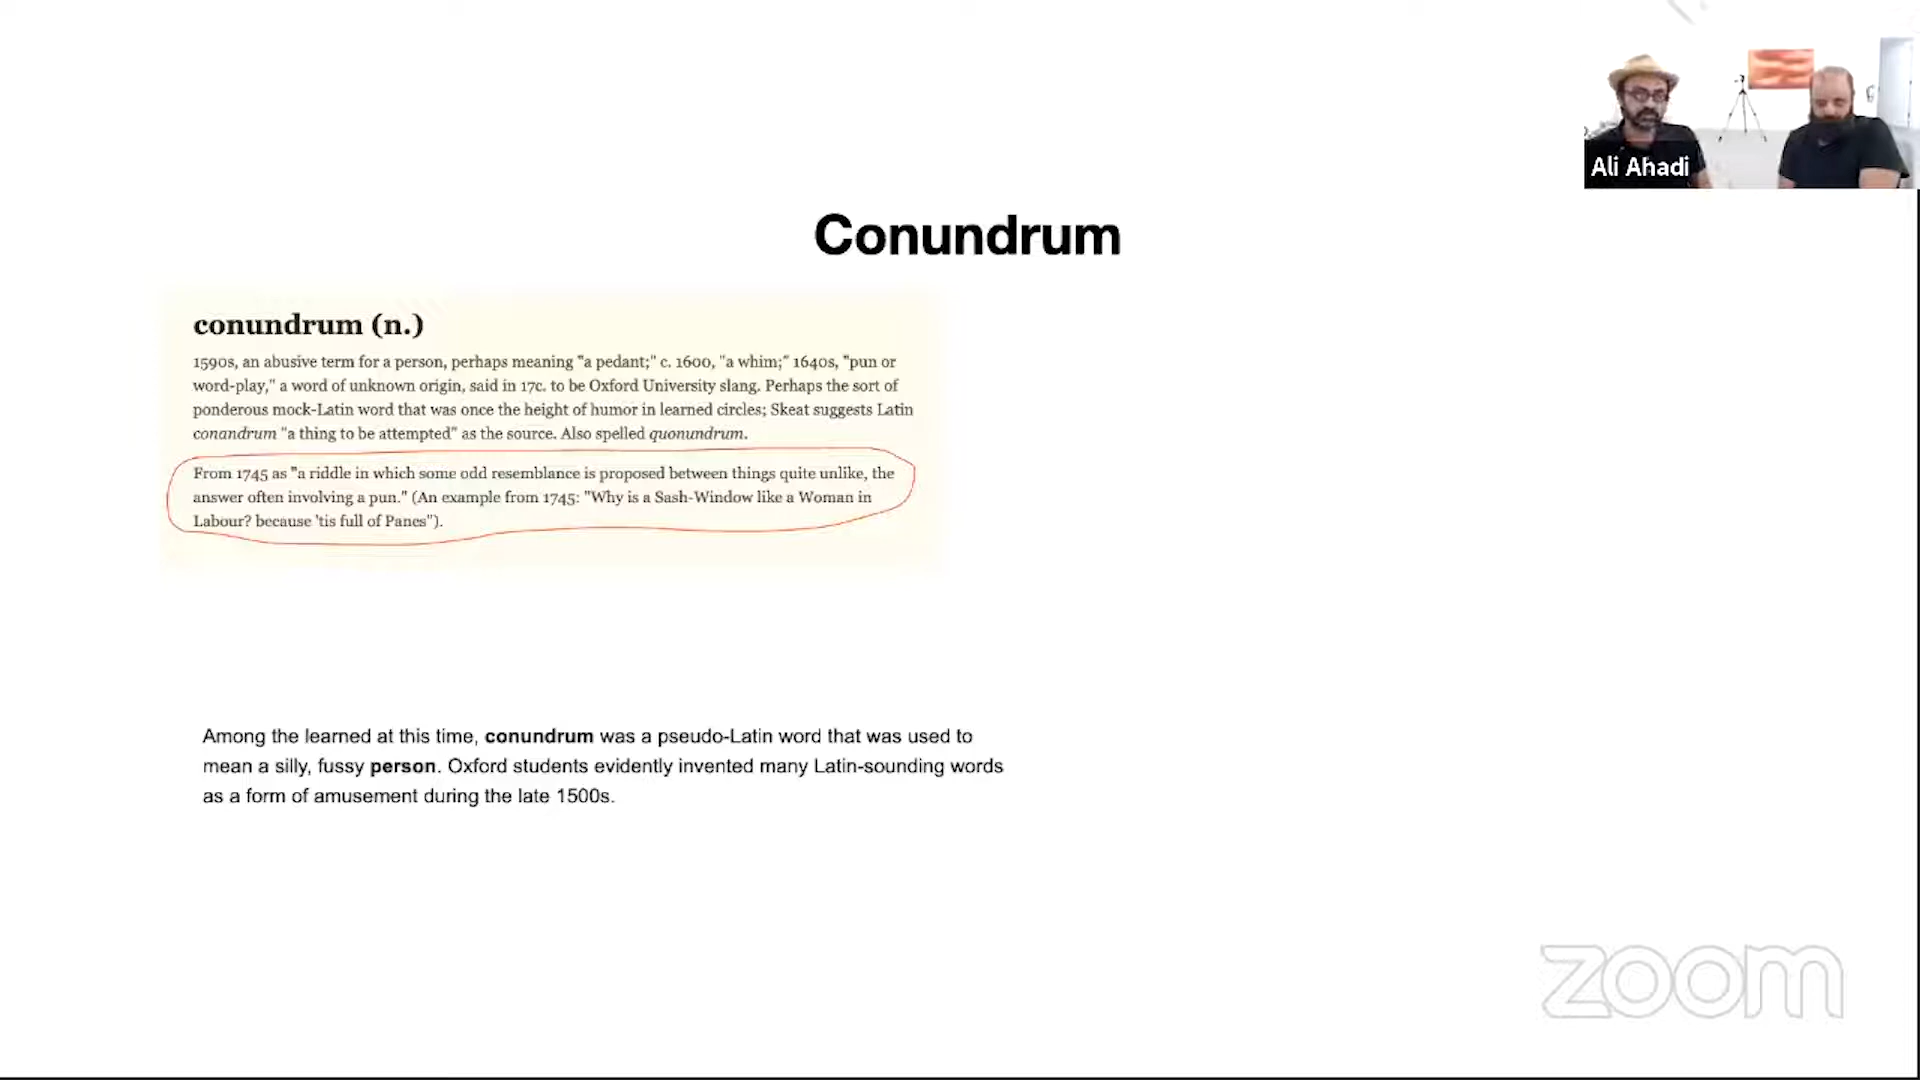 Ali Ahadi
Conundrum
conundrum (n.)
1590s, an abusive term for a person, perhaps meaning "a pedant;" c. 1600, "a whim;" 1640s, "pun or
word-play," a word of unknown origin, said in 17c. to be Oxford University slang. Perhaps the sort of
ponderous mock-Latin word that was once the height of humor in learned circles; Skeat suggests Latin
conandrum "a thing to be attempted" as the source. Also spelled quonundrum.
From 1745 as "a riddle in which some odd resemblance is proposed between things quite unlike, the
answer often involving a pun." (An example from 1745: "Why is a Sash-Window like a Woman in
Labour? because 'tis full of Panes").
Among the learned at this time, conundrum was a pseudo-Latin word that was used to
mean a silly, fussy person. Oxford students evidently invented many Latin-sounding words
as a form of amusement during the late 1500s.
zoom